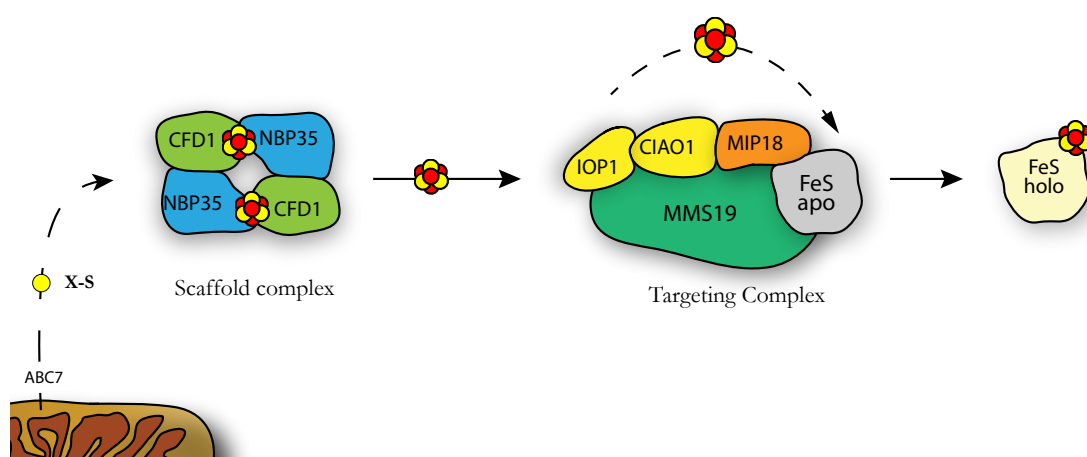 CFD1
NBP35
NBP35
CFD1
Scaffold complex
X-S
ABC7
IOP1
CIAO1
MIP18
MMS19
FeS
apo
Targeting Complex
FeS
holo